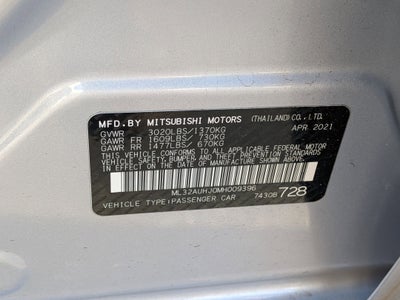 MFD.BY MITSUBISHI MOTORS (THAILAND)CO.,LTD.
GVWR 3020LBS/1370KG APR.2021
GAWR FR 1609LBS/ 730KG
GAWR RR 1477LBS/ 670KG
THIS VEHICLE CONFORMS TO ALL APPLICABLE FEDERAL MOTOR
VEHICLE SAFETY, BUMPER, AND THEFT PREVENTION STANDARDS
IN EFFECT ON THE DATE OF MANUFACTURE SHOWN ABOVE.
ML32AUHJ0MH009396
VEHICLE TYPE:PASSENGER CAR 7430B 728